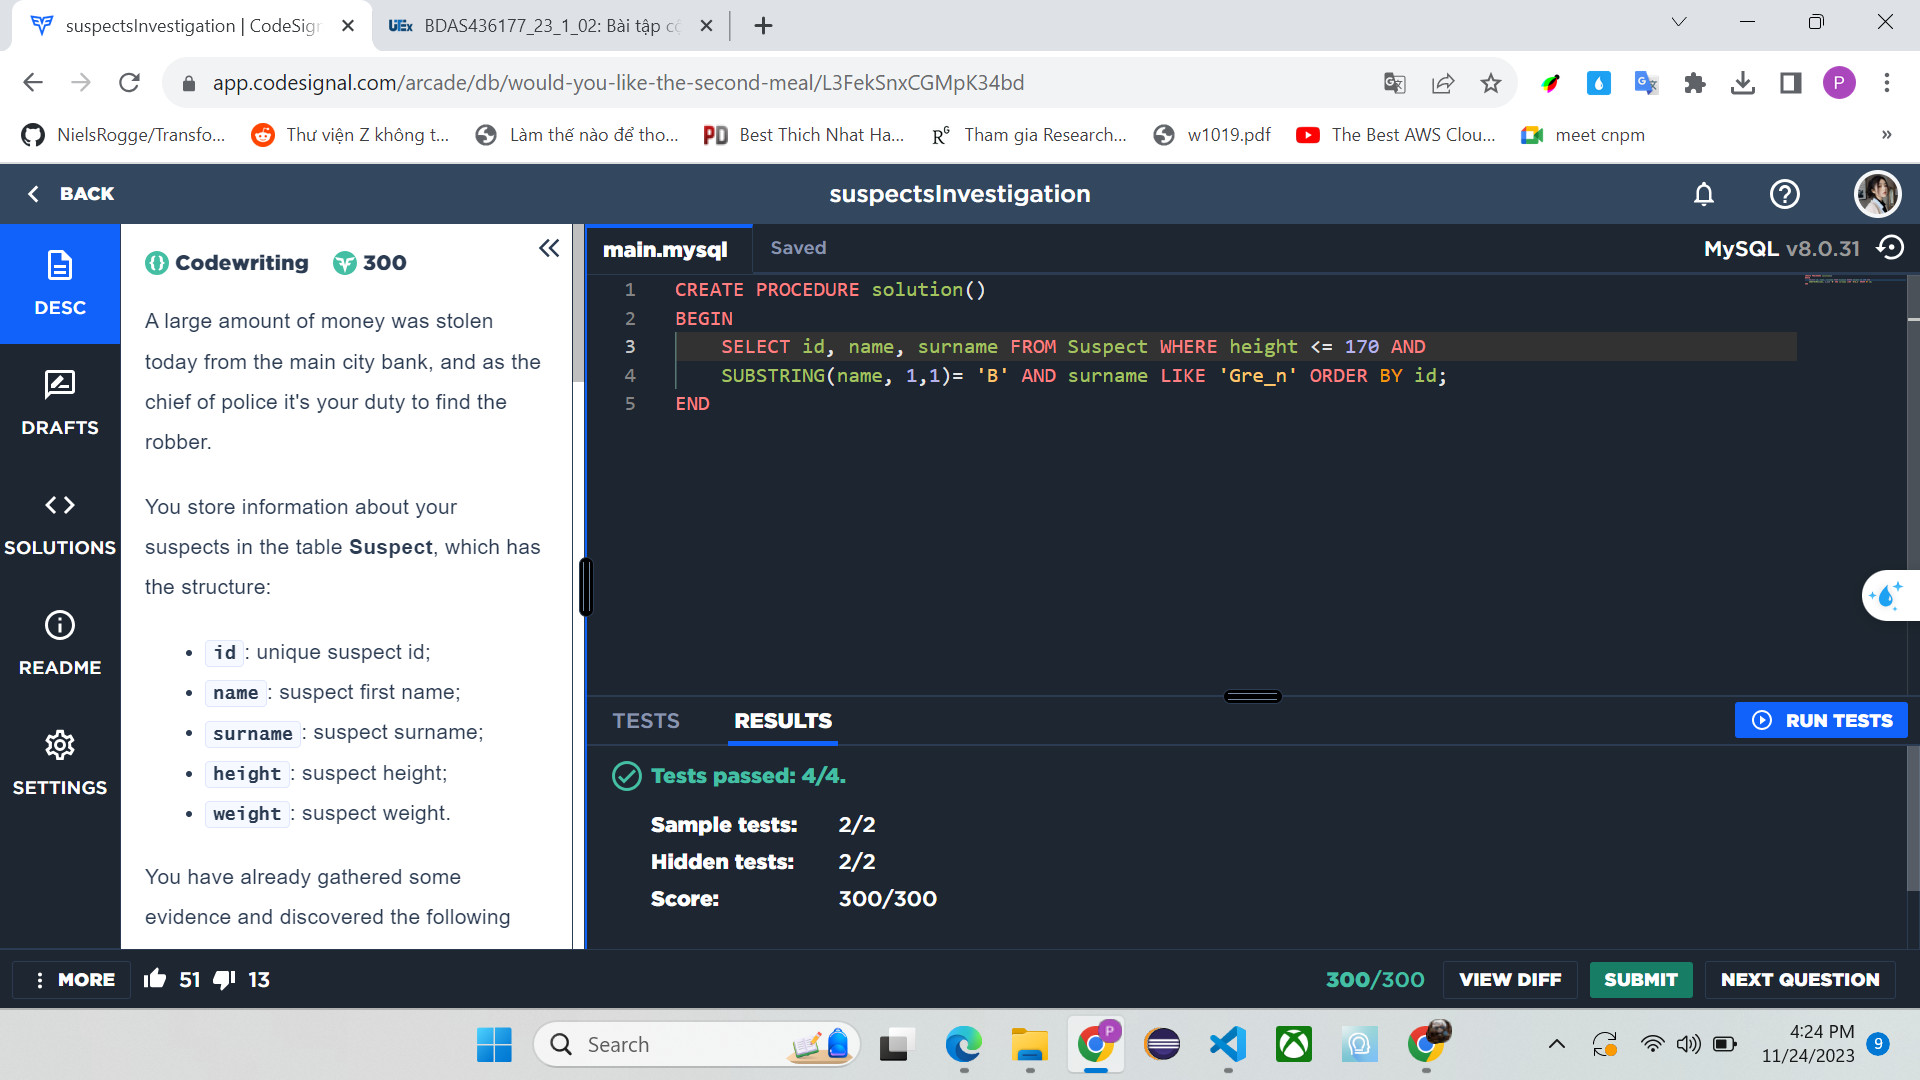 suspectsInvestigation | CodeSigr
BDAS436177_23_1_02: Bài tập cộ
app.codesignal.com/arcade/db/would-you-like-the-second-meal/L3FekSnxCGMpK34bd
P
NielsRogge/Transfo...
Thư viện Z không t...
Làm thế nào để tho...
PD Best Thich Nhat Ha...
Tham gia Research...
w1019.pdf
The Best AWS Clou...
meet cnpm
»
BACK
suspectsInvestigation
DESC
DRAFTS
SOLUTIONS
README
SETTINGS
Codewriting 300
A large amount of money was stolen
today from the main city bank, and as the
chief of police it's your duty to find the
robber.
You store information about your
suspects in the table Suspect, which has
the structure:
• id: unique suspect id;
• name: suspect first name;
• surname: suspect surname;
• height: suspect height;
• weight: suspect weight.
You have already gathered some
evidence and discovered the following
main.mysql
Saved
MySQL v8.0.31
1 CREATE PROCEDURE solution()
2 BEGIN
3 SELECT id, name, surname FROM Suspect WHERE height <= 170 AND
4 SUBSTRING(name, 1,1)= 'B' AND surname LIKE 'Gre_n' ORDER BY id;
5 END
TESTS
RESULTS
RUN TESTS
Tests passed: 4/4.
Sample tests: 2/2
Hidden tests: 2/2
Score: 300/300
MORE
51
13
300/300
VIEW DIFF
SUBMIT
NEXT QUESTION
Search
P
4:24 PM
11/24/2023
9